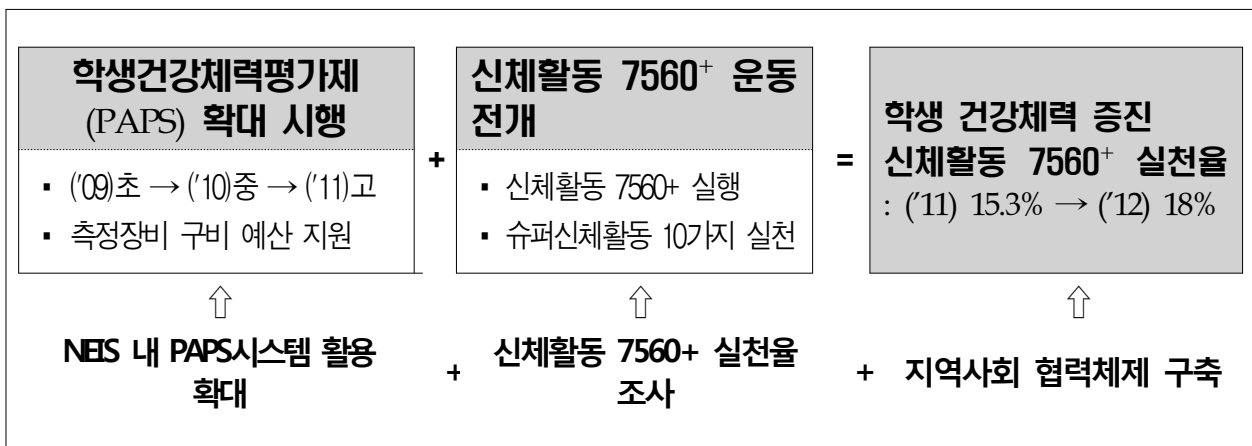 학생건강체력평가제
(PAPS) 확대 시행
▪ ('09)초 → ('10)중 → ('11)고
▪ 측정장비 구비 예산 지원
+
신체활동 7560⁺ 운동
전개
▪ 신체활동 7560+ 실행
▪ 슈퍼신체활동 10가지 실천
=
학생 건강체력 증진
신체활동 7560⁺ 실천율
: ('11) 15.3% → ('12) 18%
⇧ ⇧ ⇧
NEIS 내 PAPS시스템 활용
확대
+
신체활동 7560+ 실천율
조사
+ 지역사회 협력체제 구축